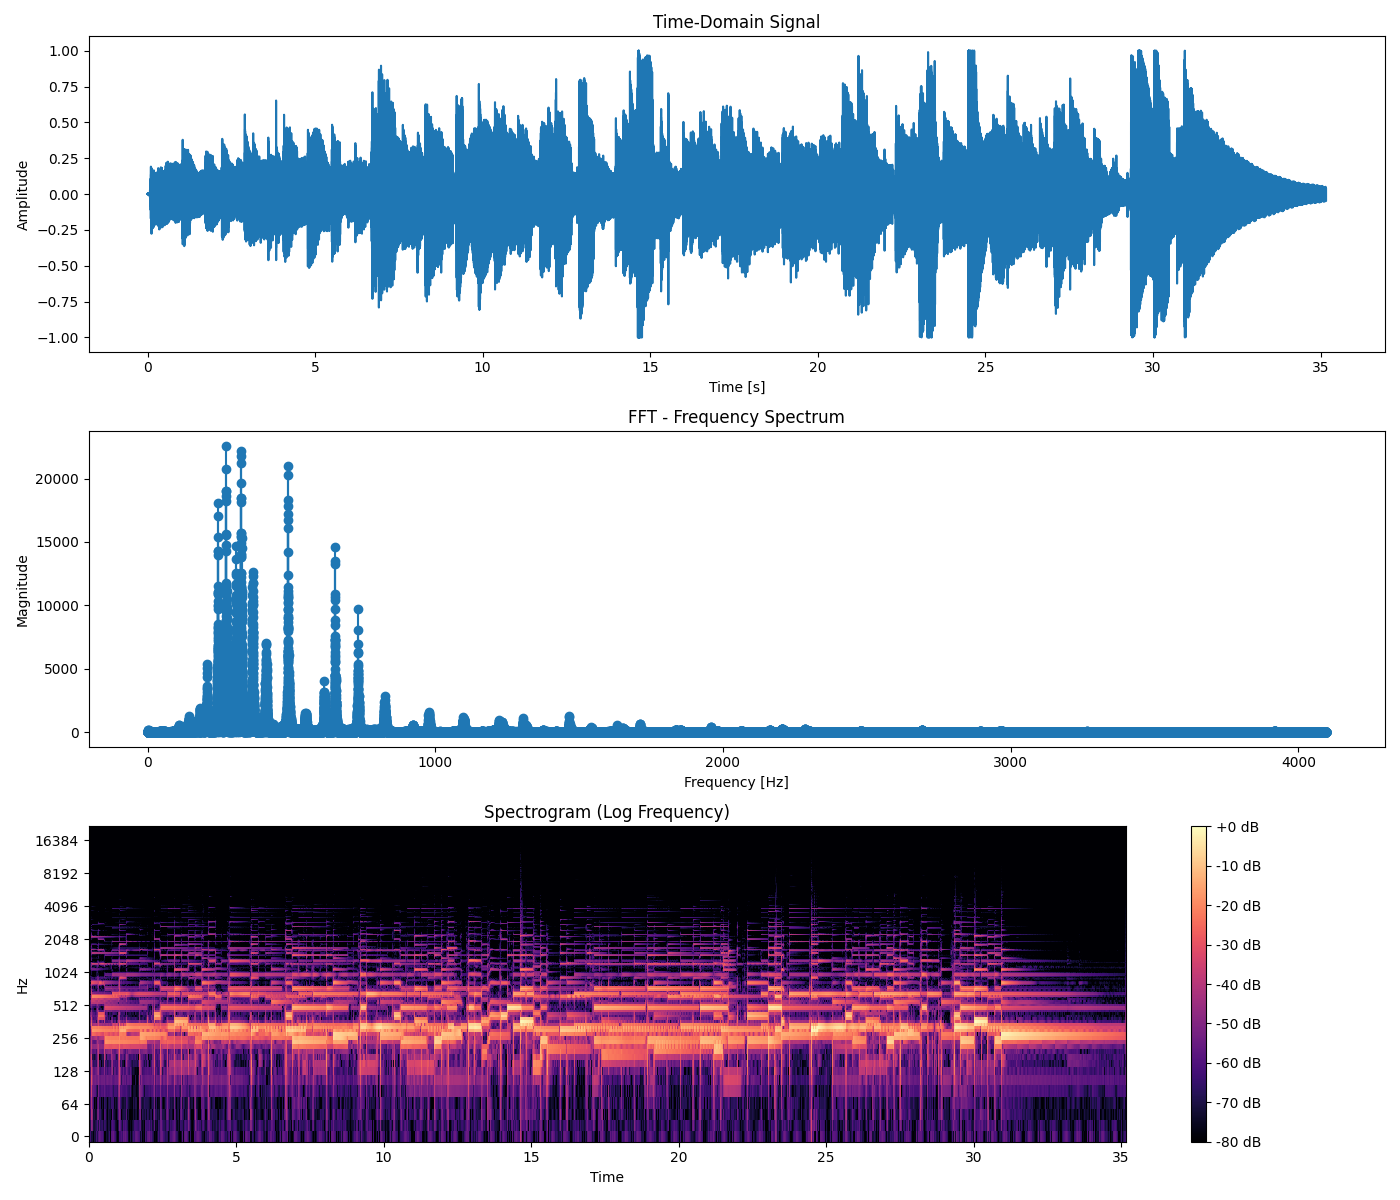 Time-Domain Signal
1.00
0.75
0.50
0.25
0.00
−0.25
−0.50
−0.75
−1.00
Amplitude
0 5 10 15 20 25 30 35
Time [s]
FFT - Frequency Spectrum
20000
15000
10000
5000
0
Magnitude
0 1000 2000 3000 4000
Frequency [Hz]
Spectrogram (Log Frequency)
16384
8192
4096
2048
1024
512
256
128
64
0
Hz
0 5 10 15 20 25 30 35
Time
+0 dB
-10 dB
-20 dB
-30 dB
-40 dB
-50 dB
-60 dB
-70 dB
-80 dB